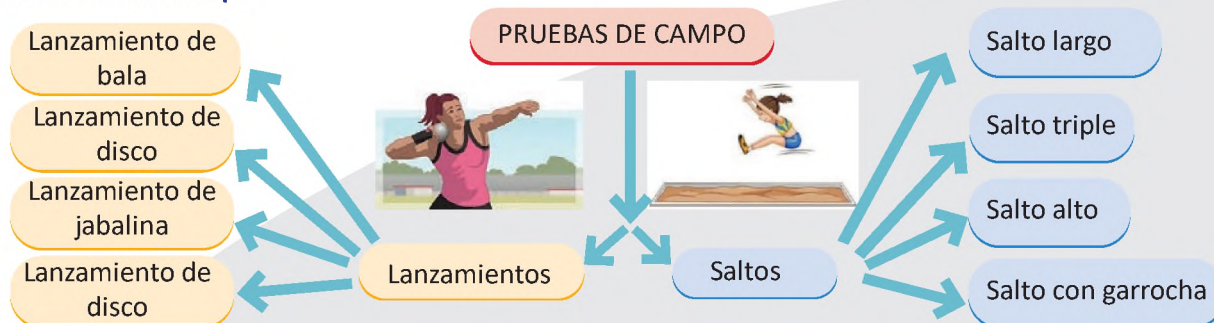 PRUEBAS DE CAMPO
Lanzamiento de
bala
Lanzamiento de
disco
Lanzamiento de
jabalina
Lanzamiento de
disco
Lanzamientos
Saltos
Salto largo
Salto triple
Salto alto
Salto con garrocha